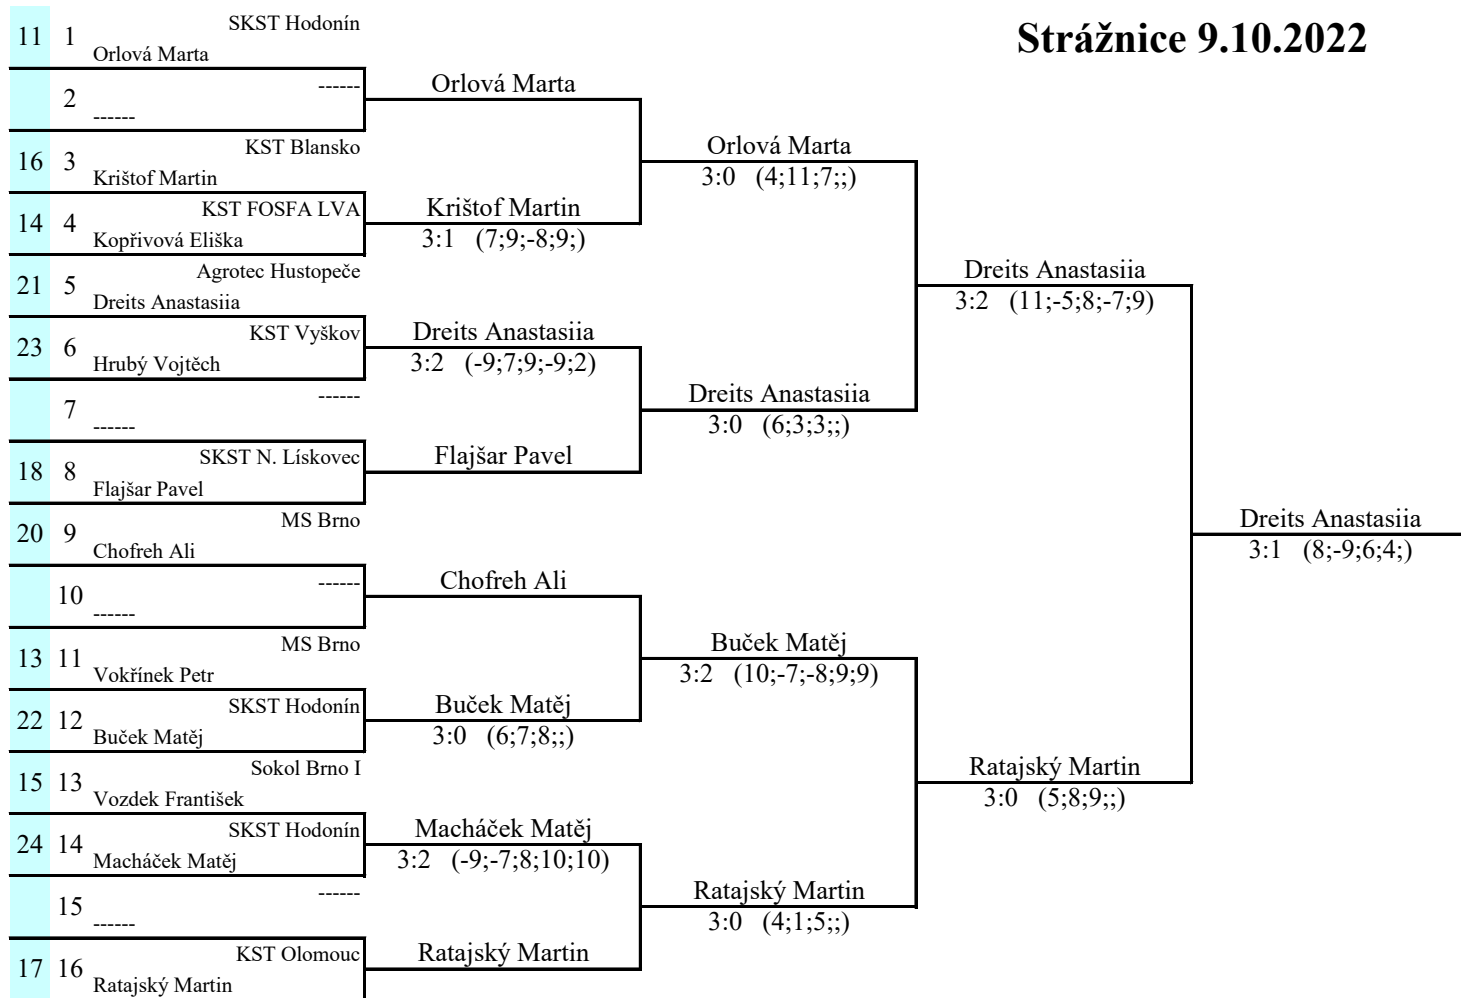 Strážnice 9.10.2022
11 1 SKST Hodonín
Orlová Marta
2 ------
------
16 3 KST Blansko
Krištof Martin
14 4 KST FOSFA LVA
Kopřivová Eliška
21 5 Agrotec Hustopeče
Dreits Anastasiia
23 6 KST Vyškov
Hrubý Vojtěch
7 ------
------
18 8 SKST N. Lískovec
Flajšar Pavel
20 9 MS Brno
Chofreh Ali
10 ------
------
13 11 MS Brno
Vokřínek Petr
22 12 SKST Hodonín
Buček Matěj
15 13 Sokol Brno I
Vozdek František
24 14 SKST Hodonín
Macháček Matěj
15 ------
------
17 16 KST Olomouc
Ratajský Martin
Orlová Marta
Krištof Martin
3:1 (7;9;-8;9;)
Dreits Anastasiia
3:2 (-9;7;9;-9;2)
Flajšar Pavel
Chofreh Ali
Buček Matěj
3:0 (6;7;8;;)
Macháček Matěj
3:2 (-9;-7;8;10;10)
Ratajský Martin
Orlová Marta
3:0 (4;11;7;;)
Dreits Anastasiia
3:0 (6;3;3;;)
Buček Matěj
3:2 (10;-7;-8;9;9)
Ratajský Martin
3:0 (4;1;5;;)
Dreits Anastasiia
3:2 (11;-5;8;-7;9)
Ratajský Martin
3:0 (5;8;9;;)
Dreits Anastasiia
3:1 (8;-9;6;4;)